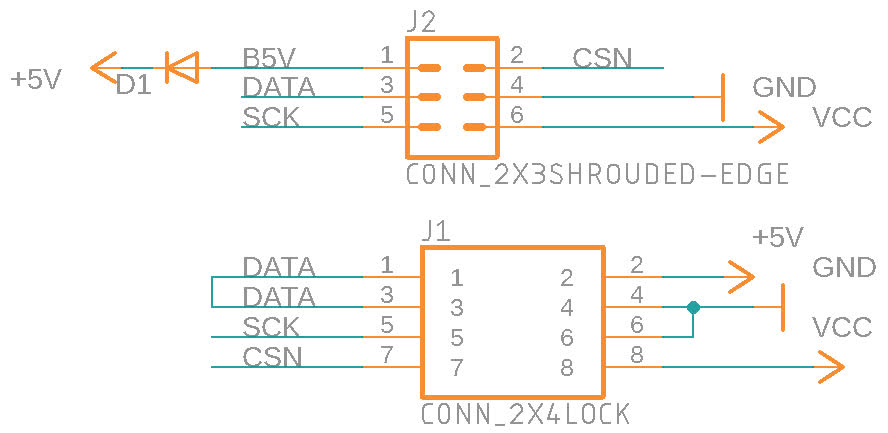 J2
B5V 1 2 CSN
+5V D1 DATA 3 4 GND
SCK 5 6 VCC
CONN_2X3SHROUDED-EDGE
J1
+5V
DATA 1 1 2 2 GND
DATA 3 3 4 4
SCK 5 5 6 6 VCC
CSN 7 7 8 8
CONN_2X4LOCK